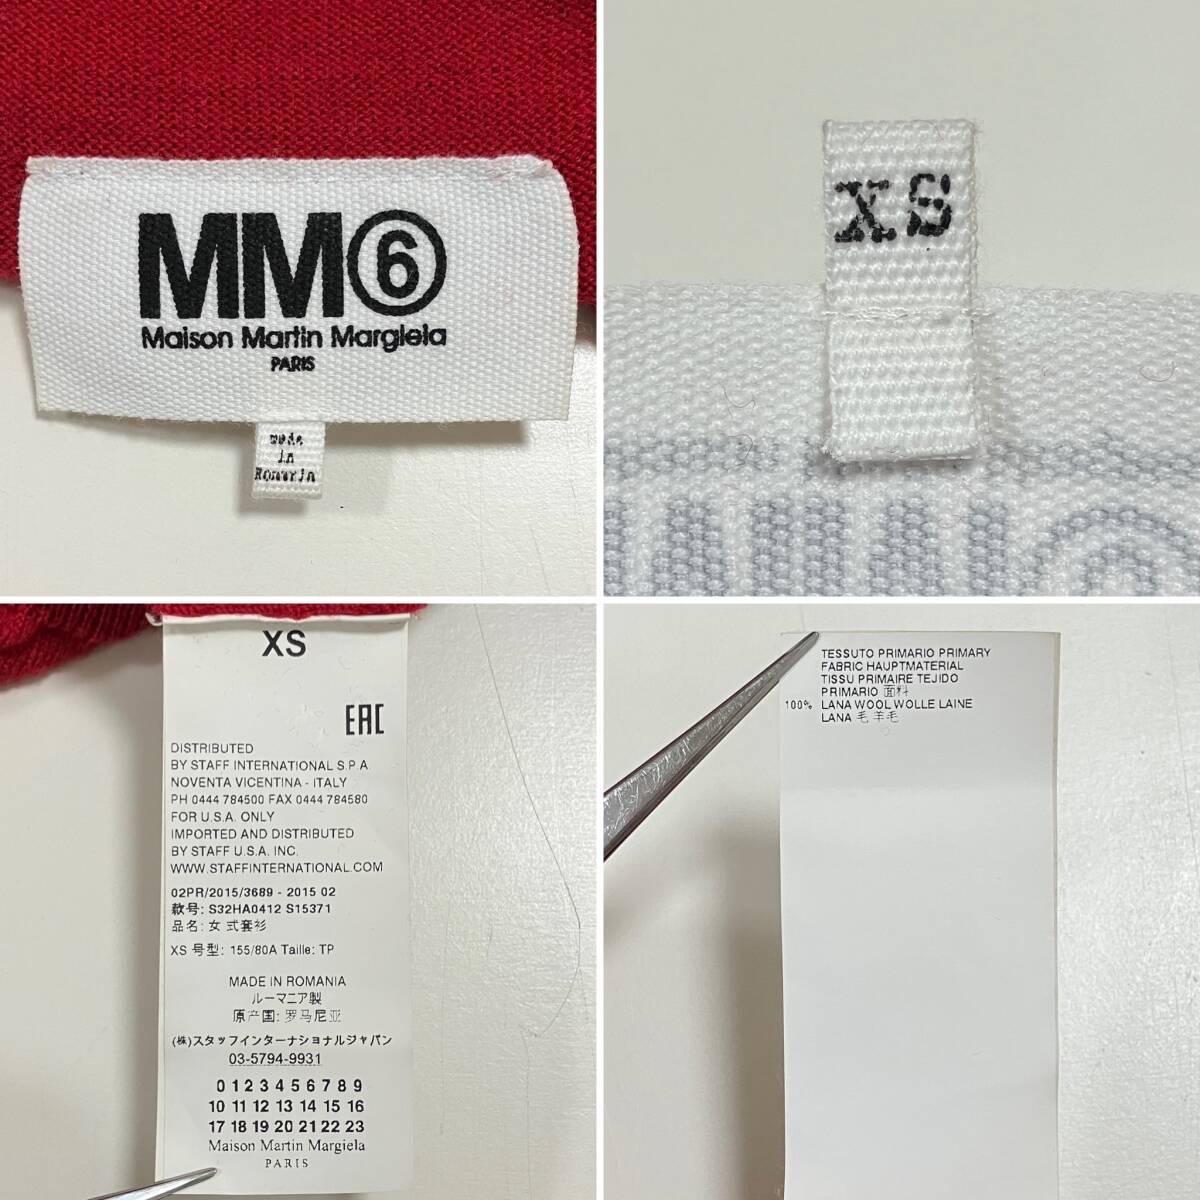 MM⑥
Maison Martin Margiela
PARIS
made
in
Romania
XS
XS
EAC
DISTRIBUTED
BY STAFF INTERNATIONAL S.P.A.
NOVENTA VICENTINA - ITALY
PH 0444 784500 FAX 0444 784580
FOR U.S.A. ONLY
IMPORTED AND DISTRIBUTED
BY STAFF U.S.A. INC.
WWW.STAFFINTERNATIONAL.COM
02PR/2015/3689 - 2015 02
款号: S32HA0412 S15371
品名: 女 式套衫
XS 号型: 155/80A Taille: TP
MADE IN ROMANIA
ルーマニア製
原产国: 罗马尼亚
(株)スタッフインターナショナルジャパン
03-5794-9931
0 1 2 3 4 5 6 7 8 9
10 11 12 13 14 15 16
17 18 19 20 21 22 23
Maison Martin Margiela
PARIS
TESSUTO PRIMARIO PRIMARY
FABRIC HAUPTMATERIAL
TISSU PRIMAIRE TEJIDO
PRIMARIO 面料
100% LANA WOOL WOLLE LAINE
LANA 毛 羊毛